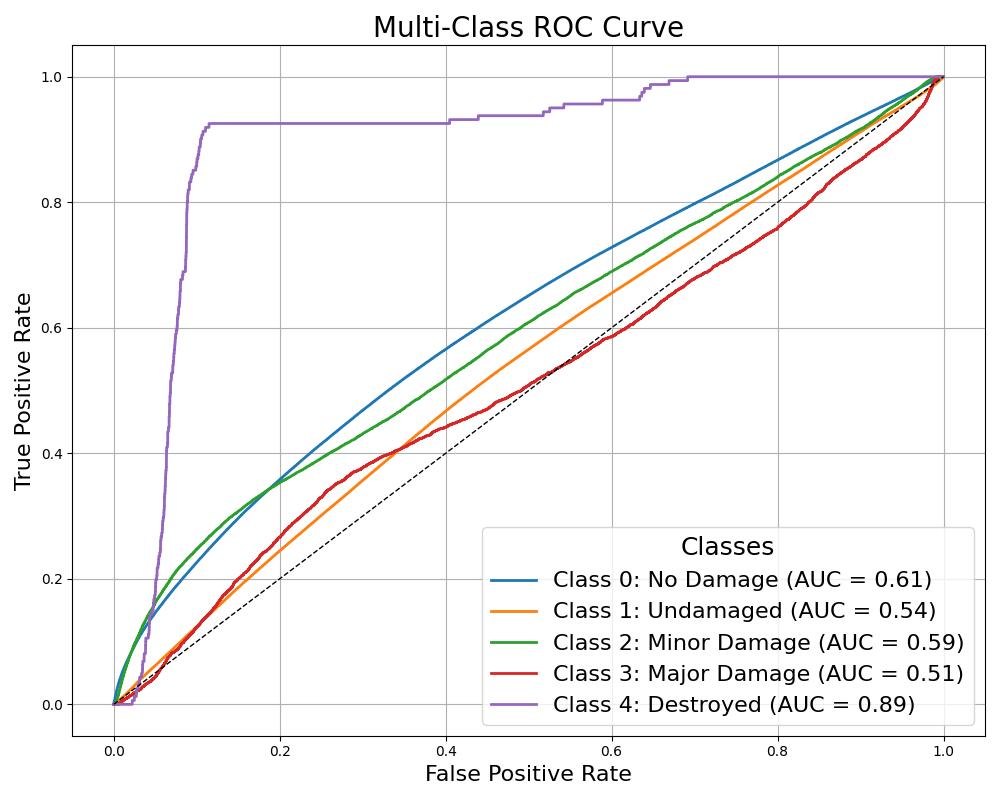 Multi-Class ROC Curve
True Positive Rate
1.0
0.8
0.6
0.4
0.2
0.0
Classes
Class 0: No Damage (AUC = 0.61)
Class 1: Undamaged (AUC = 0.54)
Class 2: Minor Damage (AUC = 0.59)
Class 3: Major Damage (AUC = 0.51)
Class 4: Destroyed (AUC = 0.89)
0.0 0.2 0.4 0.6 0.8 1.0
False Positive Rate